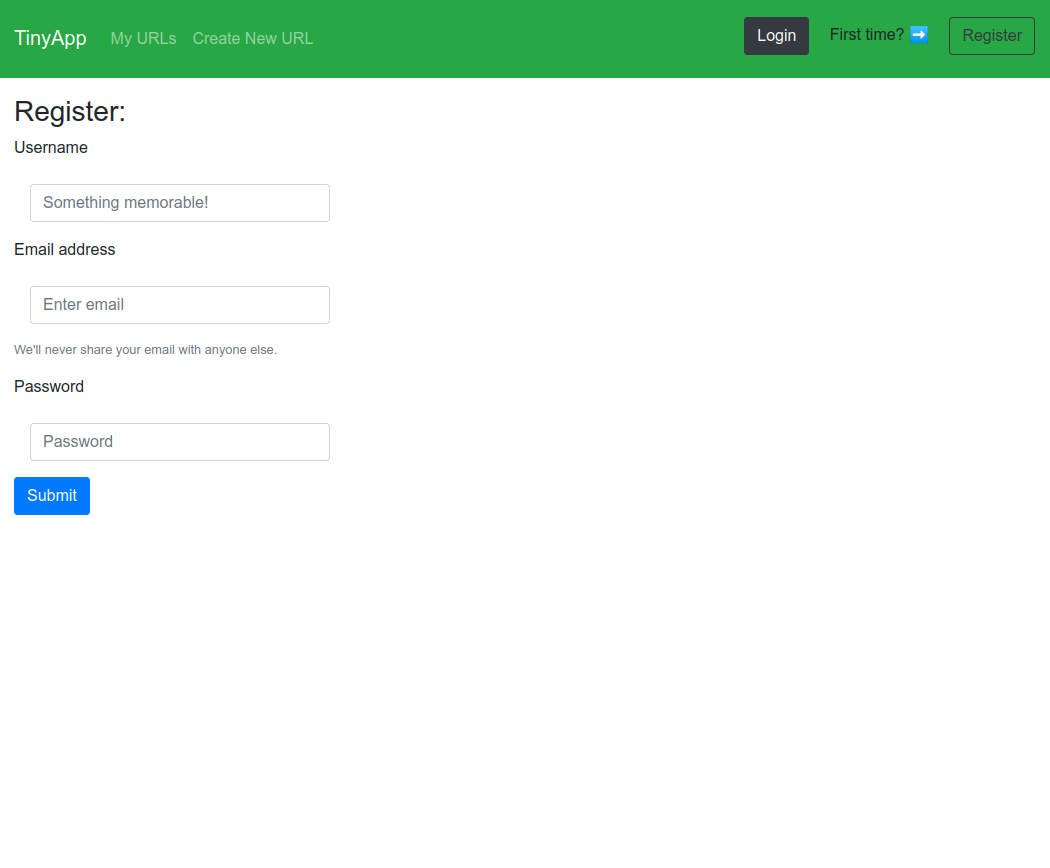 TinyApp My URLs Create New URL Login First time? ➡️ Register
Register:
Username
Something memorable!
Email address
Enter email
We'll never share your email with anyone else.
Password
Password
Submit